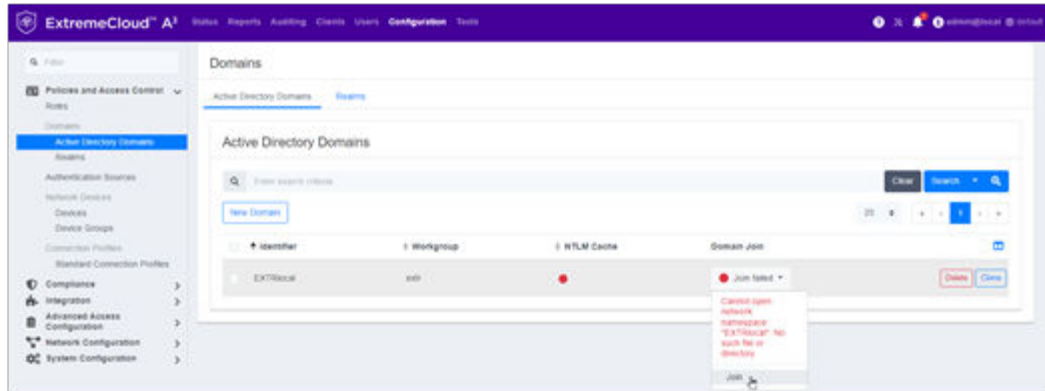 ExtremeCloud™ A³
Status Reports Auditing Clients Users Configuration Tools
admin@local
Filter
Policies and Access Control
Roles
Domains
Active Directory Domains
Realms
Authentication Sources
Network Devices
Devices
Device Groups
Connection Profiles
Standard Connection Profiles
Compliance
Integration
Advanced Access
Configuration
Network Configuration
System Configuration
Domains
Active Directory Domains Realms
Active Directory Domains
Enter search criteria
Clear Search
New Domain
25
1
Identifier Workgroup NTLM Cache Domain Join
EXTRlocal extr Join failed Delete Clone
Cannot open
network
namespace
"EXTRlocal": No
such file or
directory
Join